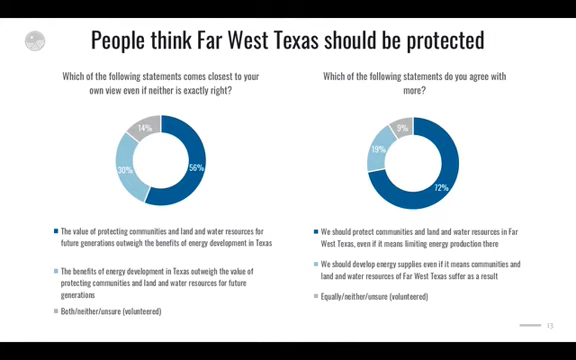 People think Far West Texas should be protected
Which of the following statements comes closest to your
own view even if neither is exactly right?
14%
30%
56%
The value of protecting communities and land and water resources for
future generations outweigh the benefits of energy development in Texas
The benefits of energy development in Texas outweigh the value of
protecting communities and land and water resources for future
generations
Both/neither/unsure (volunteered)
Which of the following statements do you agree with
more?
9%
19%
72%
We should protect communities and land and water resources in Far
West Texas, even if it means limiting energy production there
We should develop energy supplies even if it means communities and
land and water resources of Far West Texas suffer as a result
Equally/neither/unsure (volunteered)
13